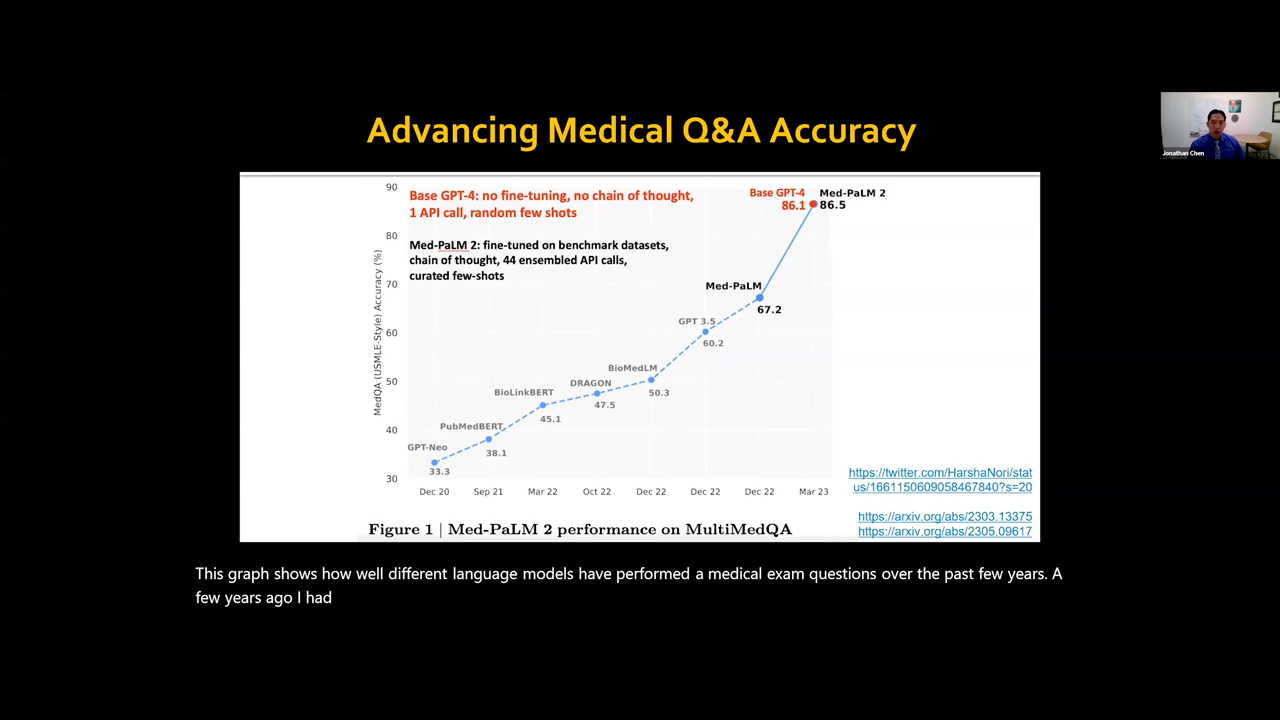 Advancing Medical Q&A Accuracy
Jonathan Chen
Base GPT-4: no fine-tuning, no chain of thought,
1 API call, random few shots
Med-PaLM 2: fine-tuned on benchmark datasets,
chain of thought, 44 ensembled API calls,
curated few-shots
MedQA (USMLE-Style) Accuracy (%)
90
80
70
60
50
40
30
GPT-Neo
33.3
PubMedBERT
38.1
BioLinkBERT
45.1
DRAGON
47.5
BioMedLM
50.3
GPT 3.5
60.2
Med-PaLM
67.2
Base GPT-4
86.1
Med-PaLM 2
86.5
Dec 20
Sep 21
Mar 22
Oct 22
Dec 22
Dec 22
Dec 22
Mar 23
https://twitter.com/HarshaNori/stat
us/1661150609058467840?s=20
https://arxiv.org/abs/2303.13375
https://arxiv.org/abs/2305.09617
Figure 1 | Med-PaLM 2 performance on MultiMedQA
This graph shows how well different language models have performed a medical exam questions over the past few years. A
few years ago I had